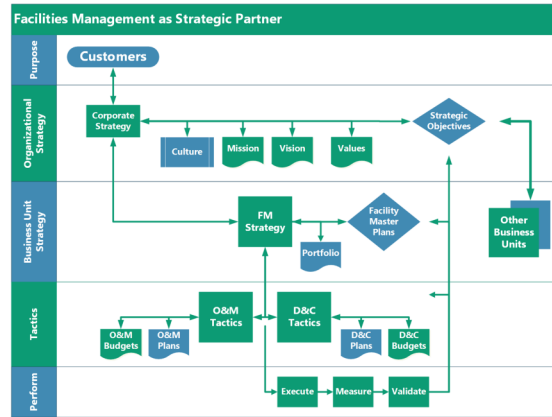 Facilities Management as Strategic Partner
Purpose
Customers
Organizational
Strategy
Corporate
Strategy
Culture
Mission
Vision
Values
Strategic
Objectives
Business Unit
Strategy
FM
Strategy
Portfolio
Facility
Master
Plans
Other
Business
Units
Tactics
O&M
Budgets
O&M
Plans
O&M
Tactics
D&C
Tactics
D&C
Plans
D&C
Budgets
Perform
Execute
Measure
Validate